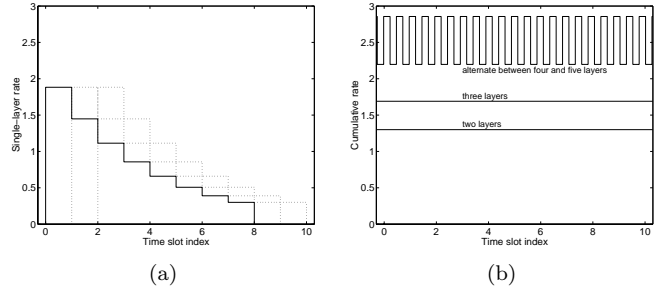 3
2.5
2
1.5
1
0.5
0
Single−layer rate
0 2 4 6 8 10
Time slot index
(a)
3
2.5
2
1.5
1
0.5
0
Cumulative rate
alternate between four and five layers
three layers
two layers
0 2 4 6 8 10
Time slot index
(b)